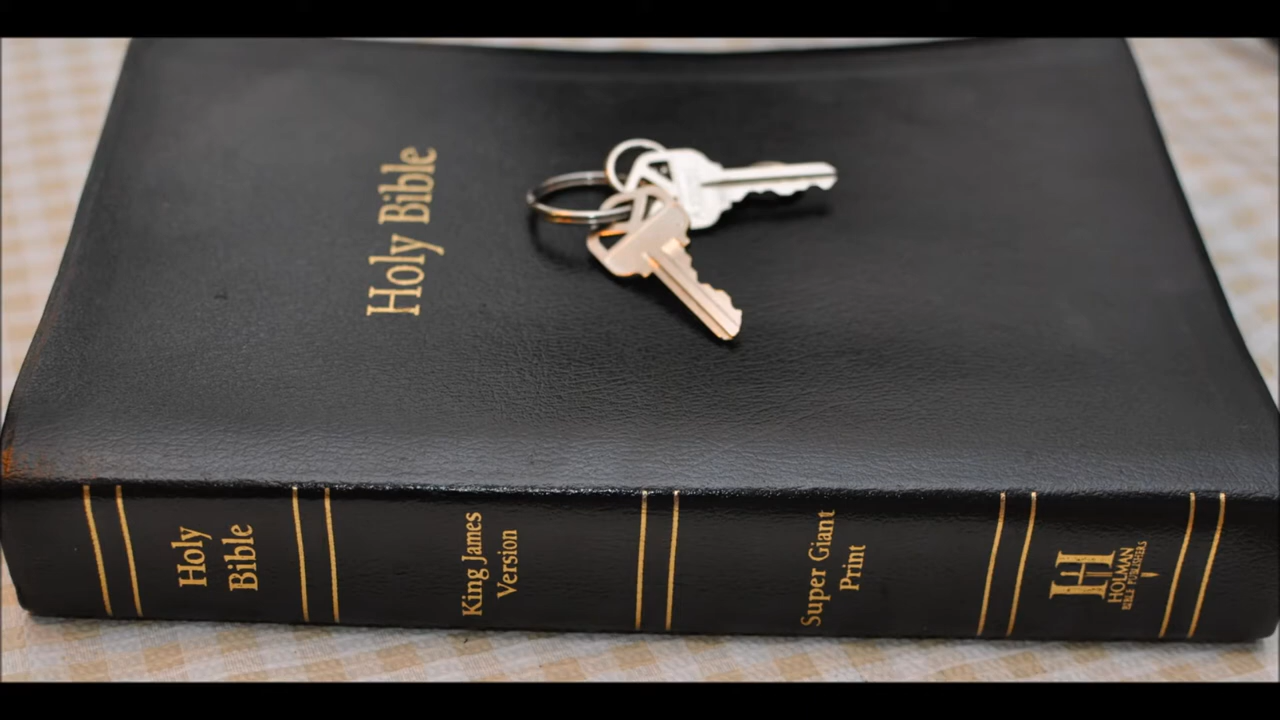 Holy Bible
Holy
Bible
King James
Version
Super Giant
Print
HOLMAN
BIBLE PUBLISHERS